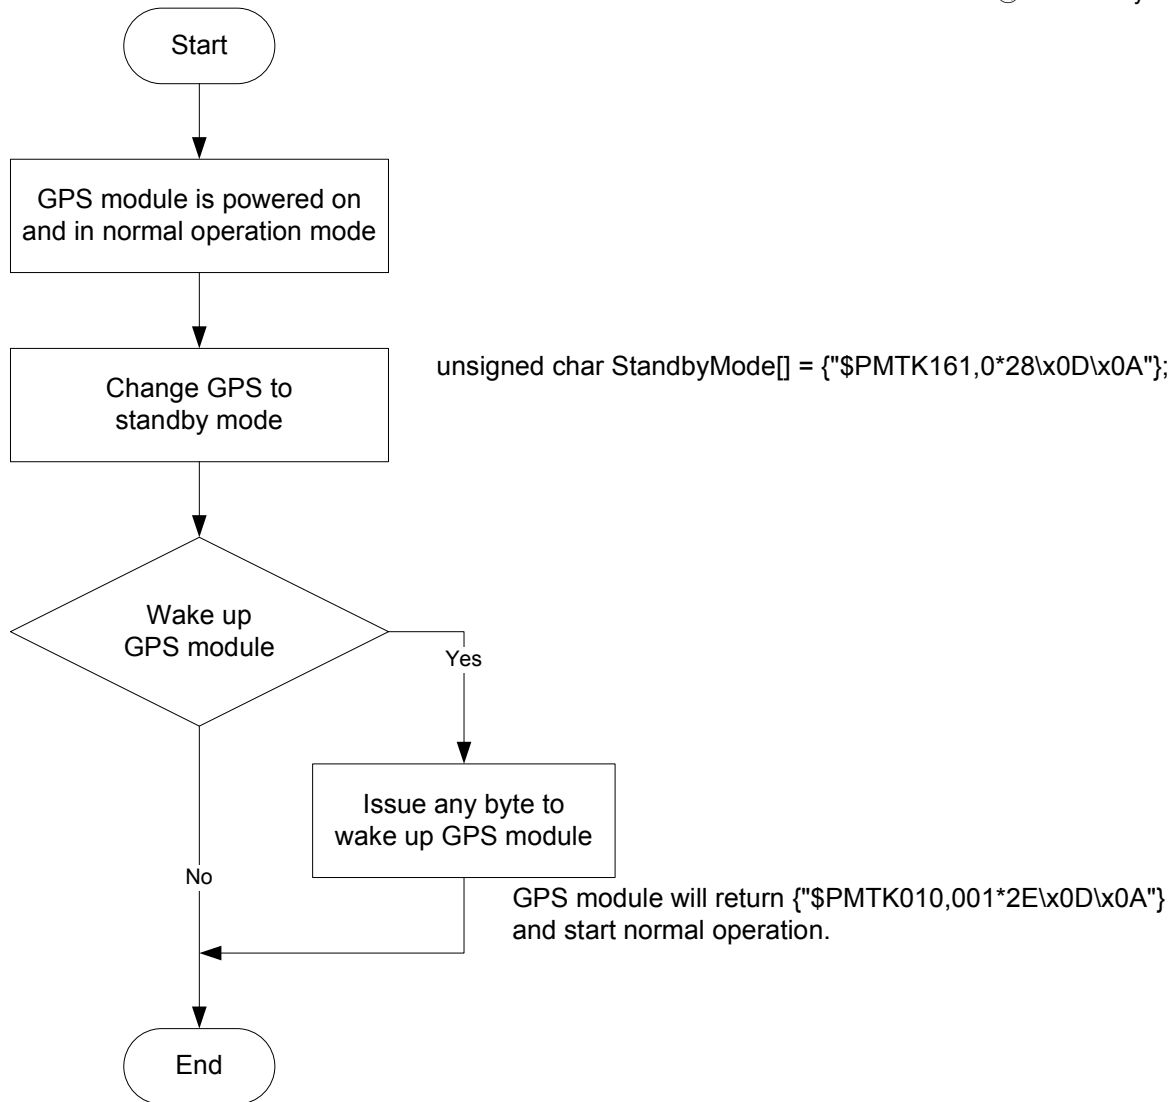 Start
GPS module is powered on
and in normal operation mode
Change GPS to
standby mode
unsigned char StandbyMode[] = {"$PMTK161,0*28\x0D\x0A"};
Wake up
GPS module
Yes
Issue any byte to
wake up GPS module
No
GPS module will return {"$PMTK010,001*2E\x0D\x0A"}
and start normal operation.
End